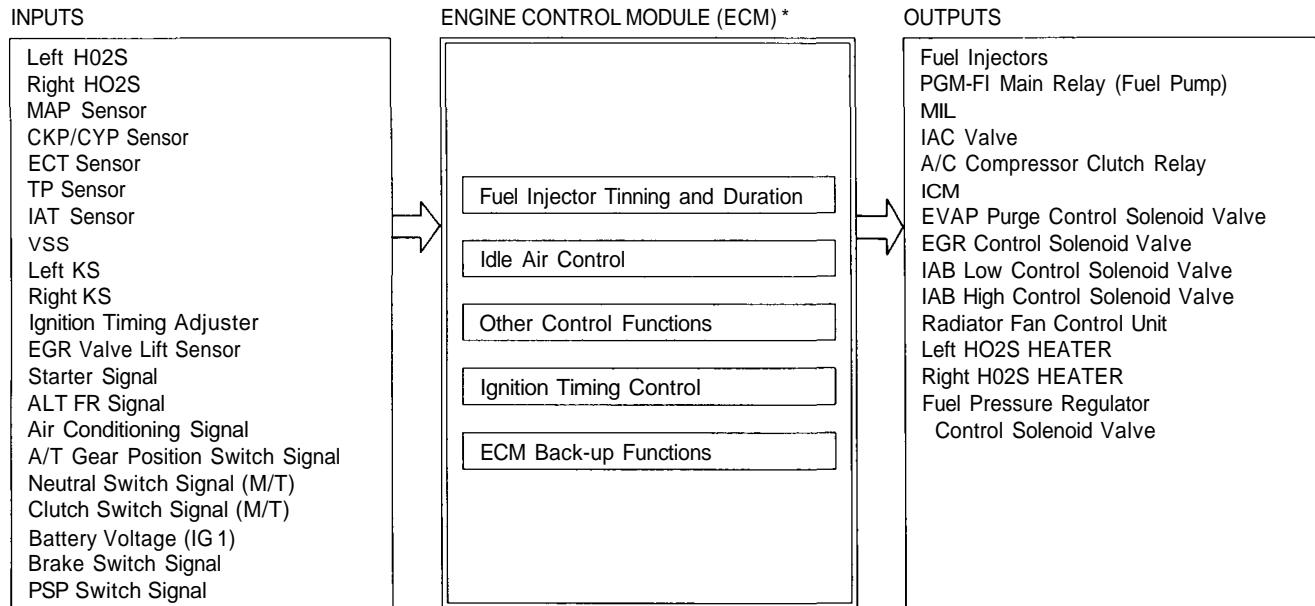 INPUTS
Left H02S
Right HO2S
MAP Sensor
CKP/CYP Sensor
ECT Sensor
TP Sensor
IAT Sensor
VSS
Left KS
Right KS
Ignition Timing Adjuster
EGR Valve Lift Sensor
Starter Signal
ALT FR Signal
Air Conditioning Signal
A/T Gear Position Switch Signal
Neutral Switch Signal (M/T)
Clutch Switch Signal (M/T)
Battery Voltage (IG 1)
Brake Switch Signal
PSP Switch Signal
ENGINE CONTROL MODULE (ECM) *
Fuel Injector Tinning and Duration
Idle Air Control
Other Control Functions
Ignition Timing Control
ECM Back-up Functions
OUTPUTS
Fuel Injectors
PGM-FI Main Relay (Fuel Pump)
MIL
IAC Valve
A/C Compressor Clutch Relay
ICM
EVAP Purge Control Solenoid Valve
EGR Control Solenoid Valve
IAB Low Control Solenoid Valve
IAB High Control Solenoid Valve
Radiator Fan Control Unit
Left HO2S HEATER
Right H02S HEATER
Fuel Pressure Regulator
Control Solenoid Valve